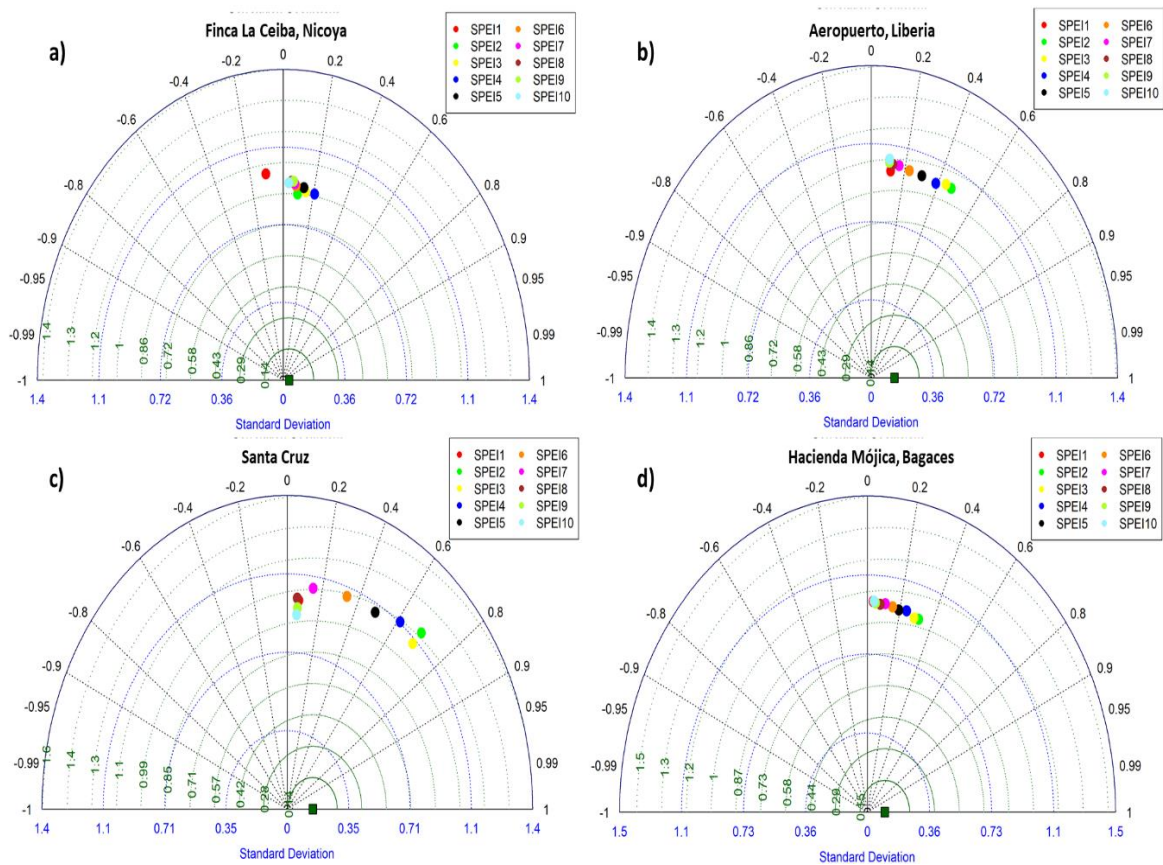 a)
Finca La Ceiba, Nicoya
SPEI1 SPEI6
SPEI2 SPEI7
SPEI3 SPEI8
SPEI4 SPEI9
SPEI5 SPEI10
-0.2 0 0.2
-0.4 0.4
-0.6 0.6
-0.8 0.8
-0.9 0.9
-0.95 0.95
-0.99 0.99
1.4 1.3 1.2 1 0.86 0.72 0.58 0.43 0.29 0.14
-1 1
1.4 1.1 0.72 0.36 0 0.36 0.72 1.1 1.4
Standard Deviation
b)
Aeropuerto, Liberia
SPEI1 SPEI6
SPEI2 SPEI7
SPEI3 SPEI8
SPEI4 SPEI9
SPEI5 SPEI10
-0.2 0 0.2
-0.4 0.4
-0.6 0.6
-0.8 0.8
-0.9 0.9
-0.95 0.95
-0.99 0.99
1.4 1.3 1.2 1 0.86 0.72 0.58 0.43 0.29
-1 1
1.4 1.1 0.72 0.36 0 0.36 0.72 1.1 1.4
Standard Deviation
c)
Santa Cruz
SPEI1 SPEI6
SPEI2 SPEI7
SPEI3 SPEI8
SPEI4 SPEI9
SPEI5 SPEI10
-0.2 0 0.2
-0.4 0.4
-0.6 0.6
-0.8 0.8
-0.9 0.9
-0.95 0.95
-0.99 0.99
1.6 1.4 1.3 1.1 0.99 0.85 0.71 0.57 0.42 0.28
-1 1
1.4 1.1 0.71 0.35 0 0.35 0.71 1.1 1.4
Standard Deviation
d)
Hacienda Mójica, Bagaces
SPEI1 SPEI6
SPEI2 SPEI7
SPEI3 SPEI8
SPEI4 SPEI9
SPEI5 SPEI10
-0.2 0 0.2
-0.4 0.4
-0.6 0.6
-0.8 0.8
-0.9 0.9
-0.95 0.95
-0.99 0.99
1.5 1.3 1.2 1 0.87 0.73 0.58 0.44 0.29
-1 1
1.5 1.1 0.73 0.36 0 0.36 0.73 1.1 1.5
Standard Deviation